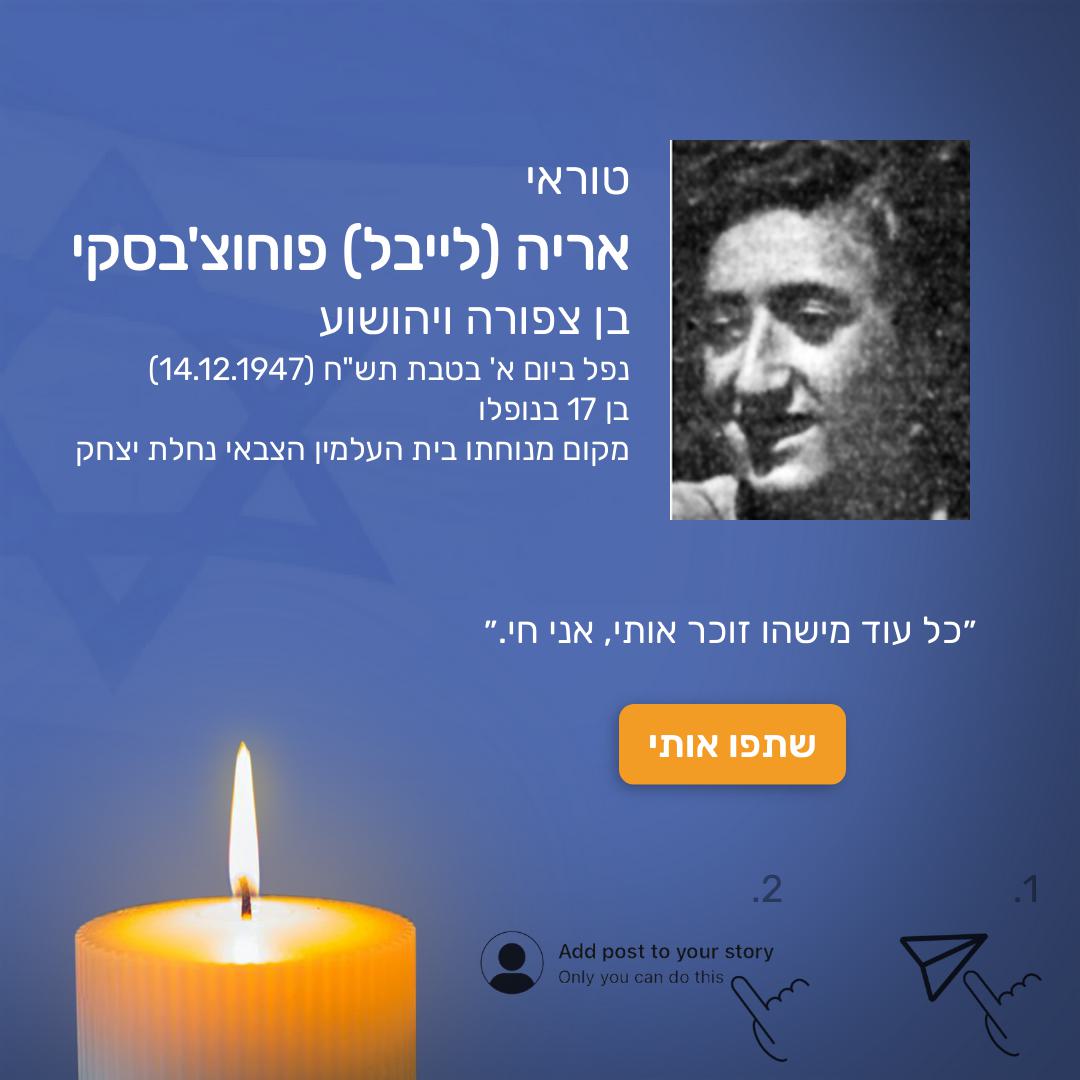 טוראי
אריה (לייבל) פוחוצ'בסקי
בן צפורה ויהושוע
נפל ביום א' בטבת תש"ח (14.12.1947)
בן 17 בנופלו
מקום מנוחתו בית העלמין הצבאי נחלת יצחק
״כל עוד מישהו זוכר אותי, אני חי.״
שתפו אותי
1.
2.
Add post to your story
Only you can do this